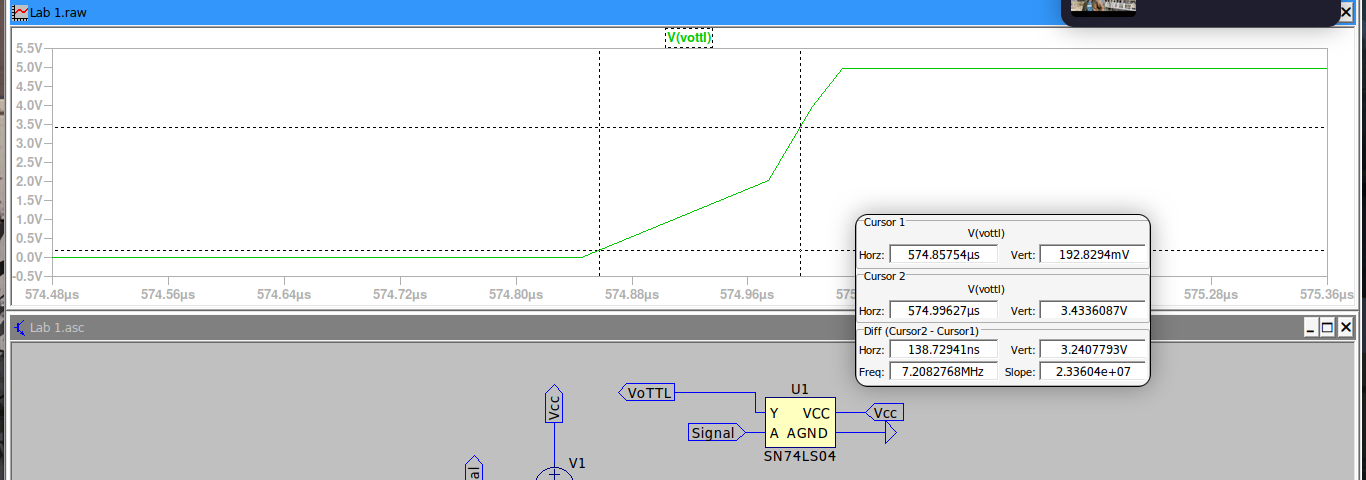 Lab 1.raw
V(vottl)
5.5V
5.0V
4.5V
4.0V
3.5V
3.0V
2.5V
2.0V
1.5V
1.0V
0.5V
0.0V
-0.5V
574.48µs 574.56µs 574.64µs 574.72µs 574.80µs 574.88µs 574.96µs 575.28µs 575.36µs
Cursor 1
V(vottl)
Horz: 574.85754µs Vert: 192.8294mV
Cursor 2
V(vottl)
Horz: 574.99627µs Vert: 3.4336087V
Diff (Cursor2 - Cursor1)
Horz: 138.72941ns Vert: 3.2407793V
Freq: 7.2082768MHz Slope: 2.33604e+07
Lab 1.asc
U1
VoTTL
Vcc
Y VCC Vcc
Signal A AGND
SN74LS04
V1
al